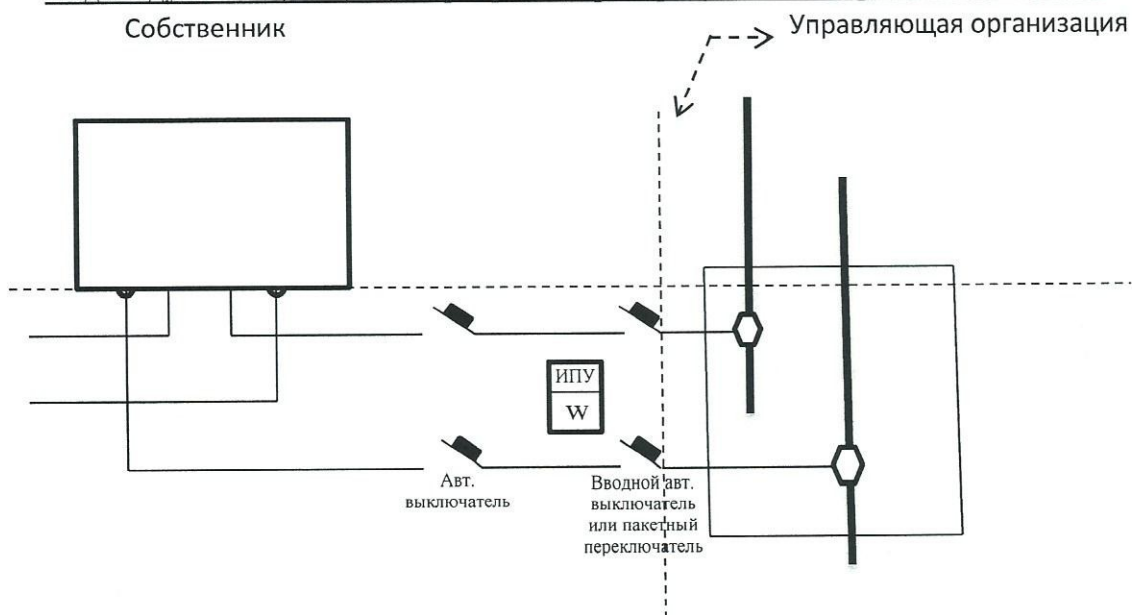 Собственник
Управляющая организация
ИПУ
W
Авт.
выключатель
Вводной авт.
выключатель
или пакетный
переключатель